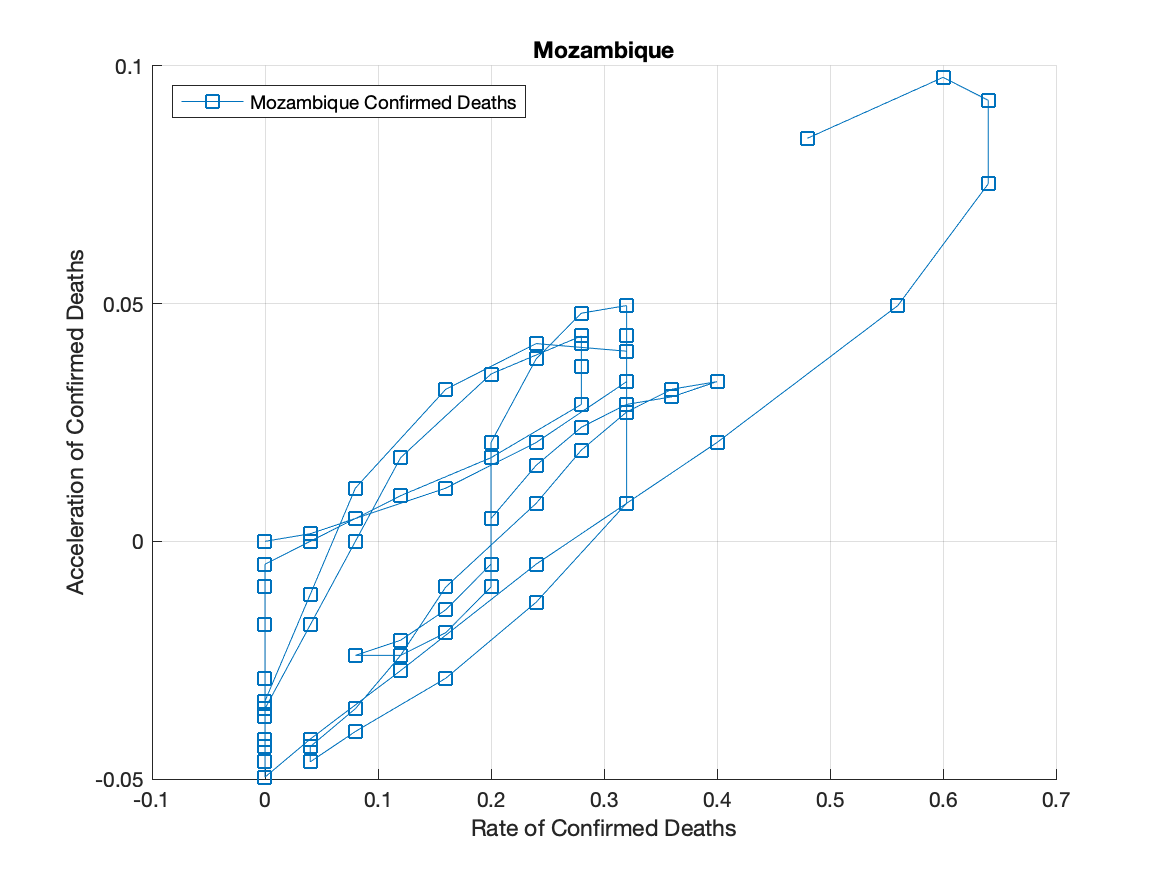 Mozambique
Mozambique Confirmed Deaths
Acceleration of Confirmed Deaths
0.1
0.05
0
-0.05
-0.1 0 0.1 0.2 0.3 0.4 0.5 0.6 0.7
Rate of Confirmed Deaths